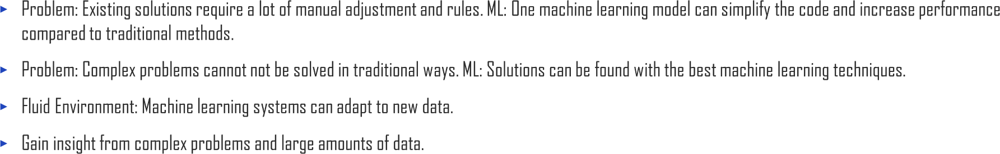 ▸ Problem: Existing solutions require a lot of manual adjustment and rules. ML: One machine learning model can simplify the code and increase performance
compared to traditional methods.
▸ Problem: Complex problems cannot not be solved in traditional ways. ML: Solutions can be found with the best machine learning techniques.
▸ Fluid Environment: Machine learning systems can adapt to new data.
▸ Gain insight from complex problems and large amounts of data.